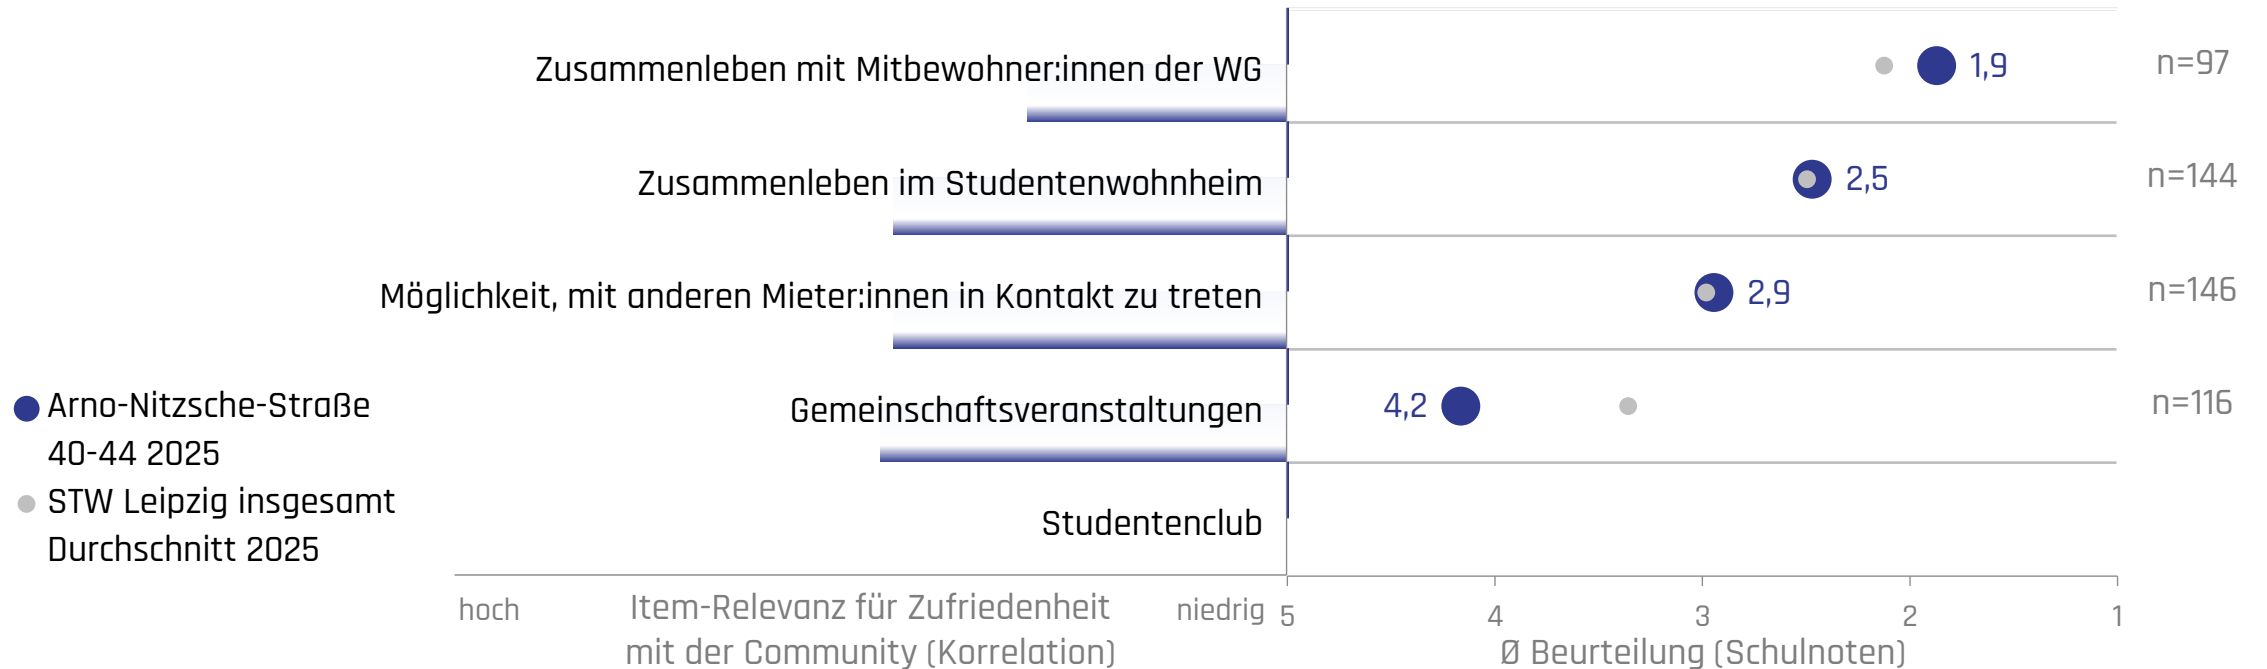 Zusammenleben mit Mitbewohner:innen der WG
1,9
n=97
Zusammenleben im Studentenwohnheim
2,5
n=144
Möglichkeit, mit anderen Mieter:innen in Kontakt zu treten
2,9
n=146
Gemeinschaftsveranstaltungen
4,2
n=116
Studentenclub
Arno-Nitzsche-Straße
40-44 2025
STW Leipzig insgesamt
Durchschnitt 2025
hoch
Item-Relevanz für Zufriedenheit
mit der Community (Korrelation)
niedrig
5 4 3 2 1
Ø Beurteilung (Schulnoten)